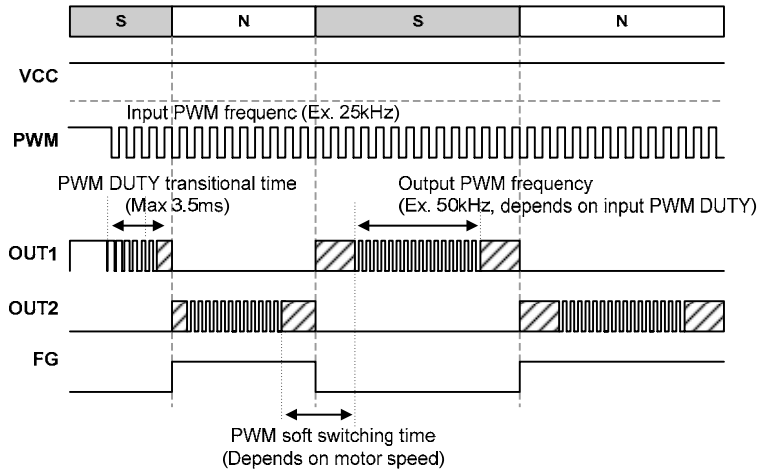 S N S N
VCC
Input PWM frequenc (Ex. 25kHz)
PWM
PWM DUTY transitional time
(Max 3.5ms)
Output PWM frequency
(Ex. 50kHz, depends on input PWM DUTY)
OUT1
OUT2
FG
PWM soft switching time
(Depends on motor speed)